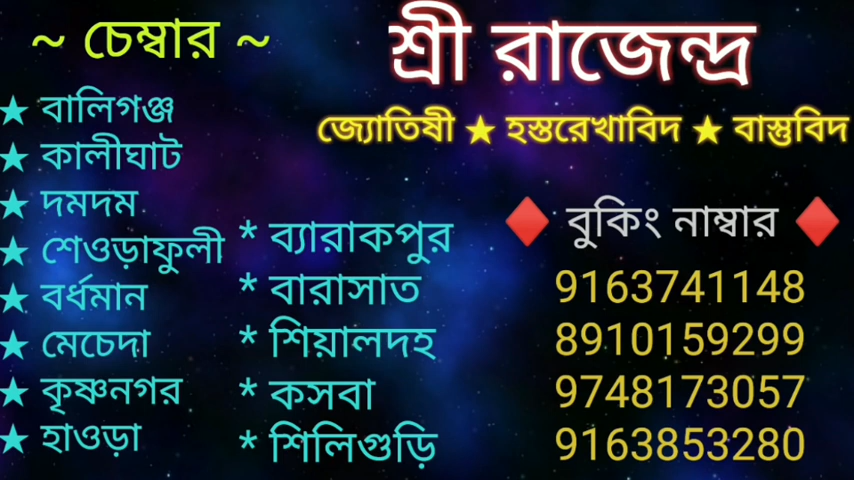 ~ চেম্বার ~
★ বালিগঞ্জ
★ কালীঘাট
★ দমদম
★ শেওড়াফুলী
★ বর্ধমান
★ মেচেদা
★ কৃষ্ণনগর
★ হাওড়া
* ব্যারাকপুর
* বারাসাত
* শিয়ালদহ
* কসবা
* শিলিগুড়ি
শ্রী রাজেন্দ্র
জ্যোতিষী ★ হস্তরেখাবিদ ★ বাস্তুবিদ
♦ বুকিং নাম্বার ♦
9163741148
8910159299
9748173057
9163853280